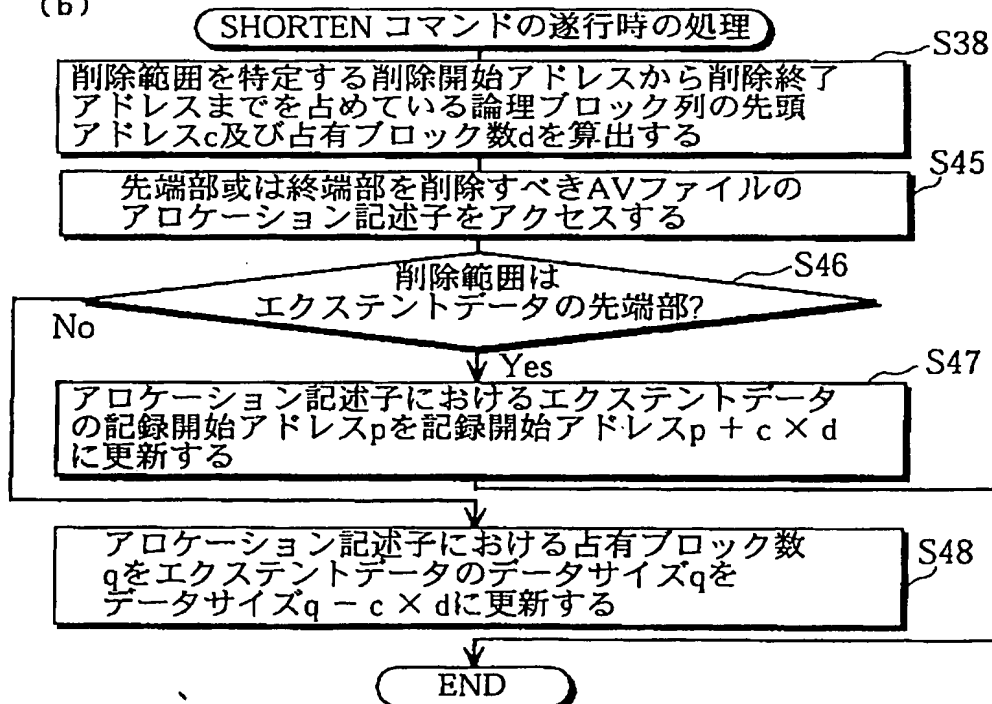 (b)
SHORTEN コマンドの遂行時の処理
S38
削除範囲を特定する削除開始アドレスから削除終了
アドレスまでを占めている論理ブロック列の先頭
アドレスc及び占有ブロック数dを算出する
S45
先端部或は終端部を削除すべきAVファイルの
アロケーション記述子をアクセスする
S46
削除範囲は
エクステントデータの先端部?
No
Yes
S47
アロケーション記述子におけるエクステントデータ
の記録開始アドレスpを記録開始アドレスp + c × d
に更新する
S48
アロケーション記述子における占有ブロック数
qをエクステントデータのデータサイズqを
データサイズq - c × dに更新する
END